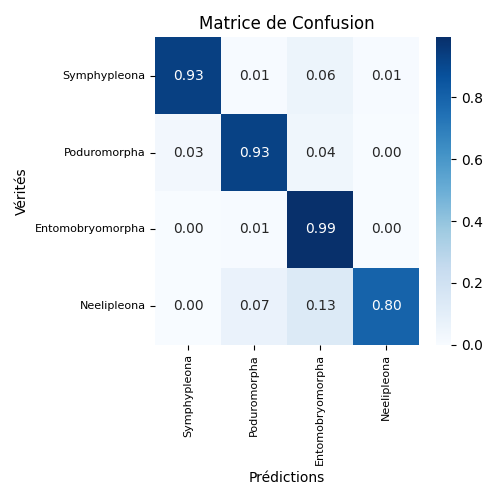 Matrice de Confusion
Vérités
Symphypleona 0.93 0.01 0.06 0.01
Poduromorpha 0.03 0.93 0.04 0.00
Entomobryomorpha 0.00 0.01 0.99 0.00
Neelipleona 0.00 0.07 0.13 0.80
Symphypleona
Poduromorpha
Entomobryomorpha
Neelipleona
Prédictions
0.8
0.6
0.4
0.2
0.0